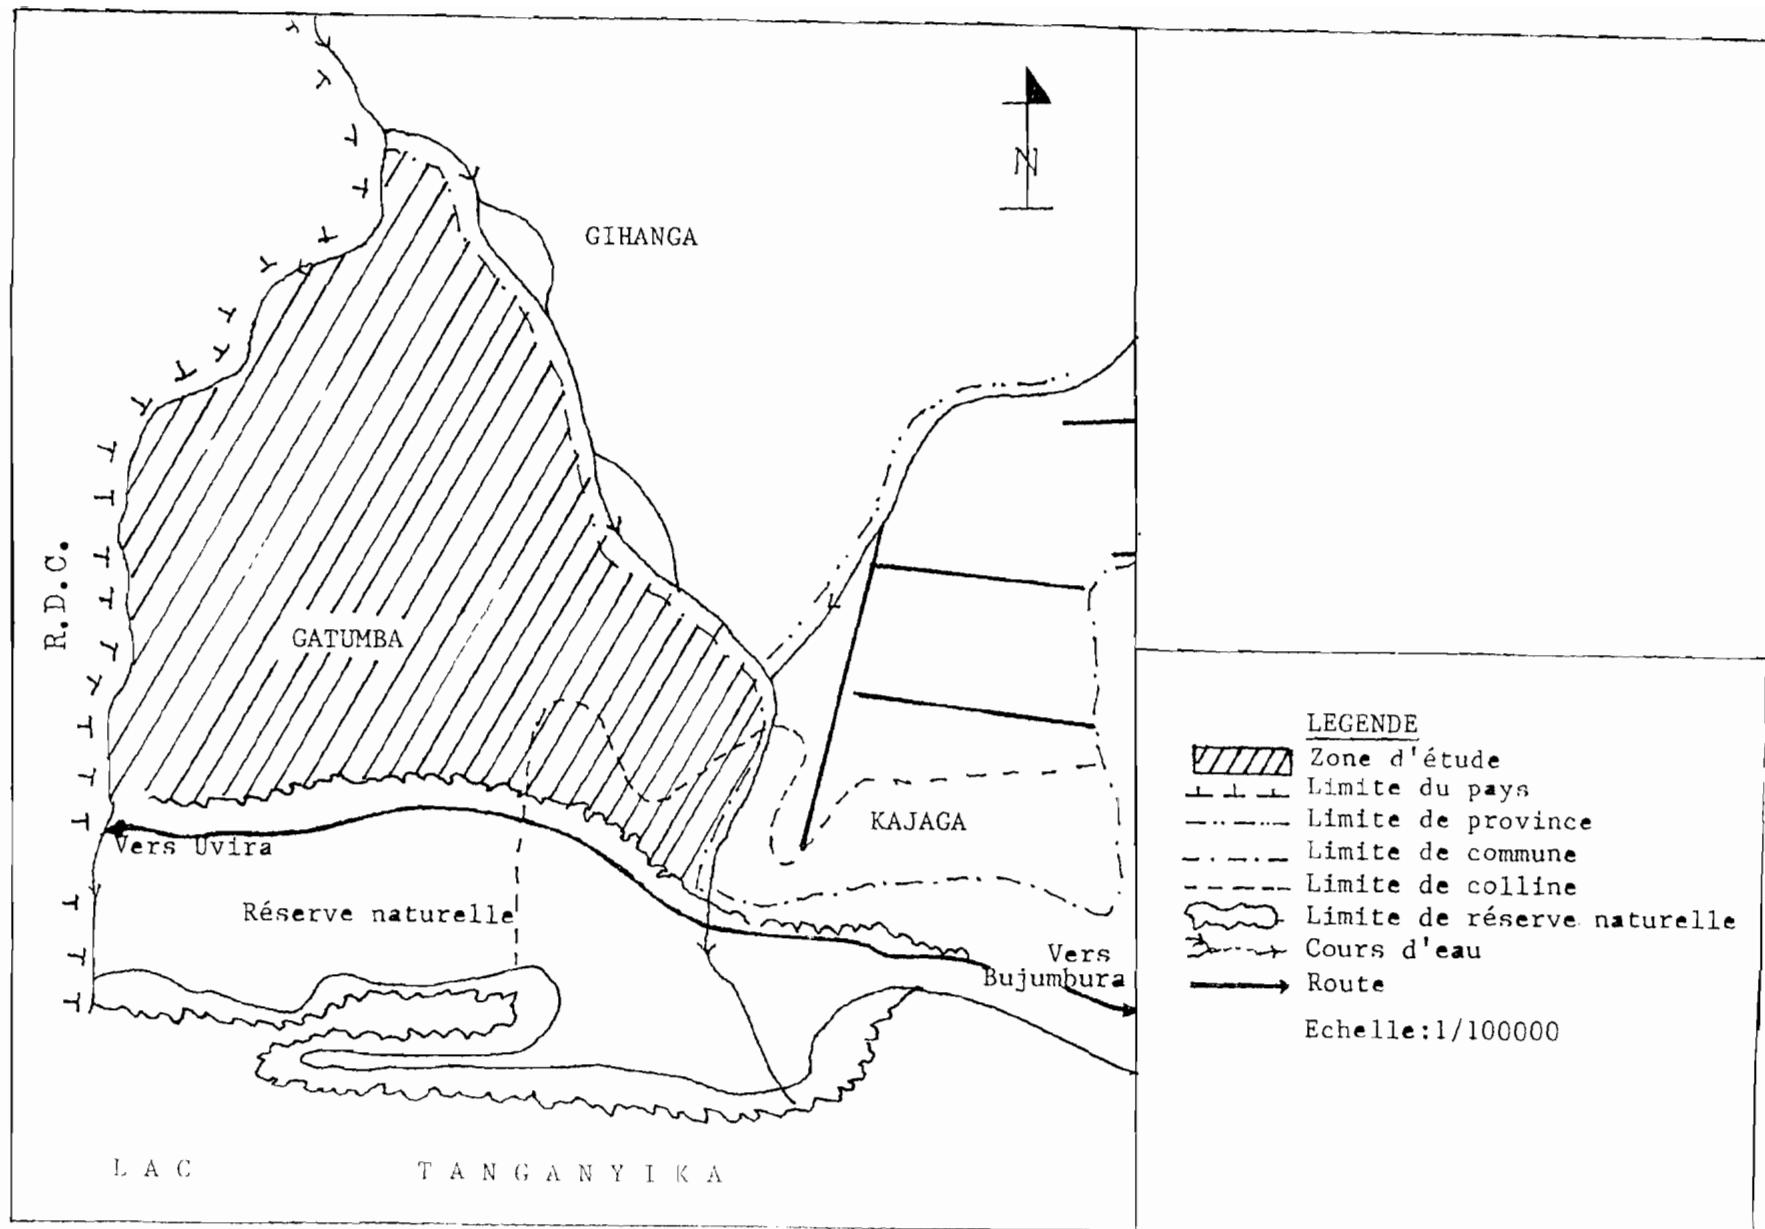 N
GIHANGA
R.D.C.
GATUMBA
KAJAGA
Vers Uvira
Réserve naturelle
Vers
Bujumbura
LAC TANGANYIKA
LEGENDE
Zone d'étude
Limite du pays
Limite de province
Limite de commune
Limite de colline
Limite de réserve naturelle
Cours d'eau
Route
Echelle:1/100000